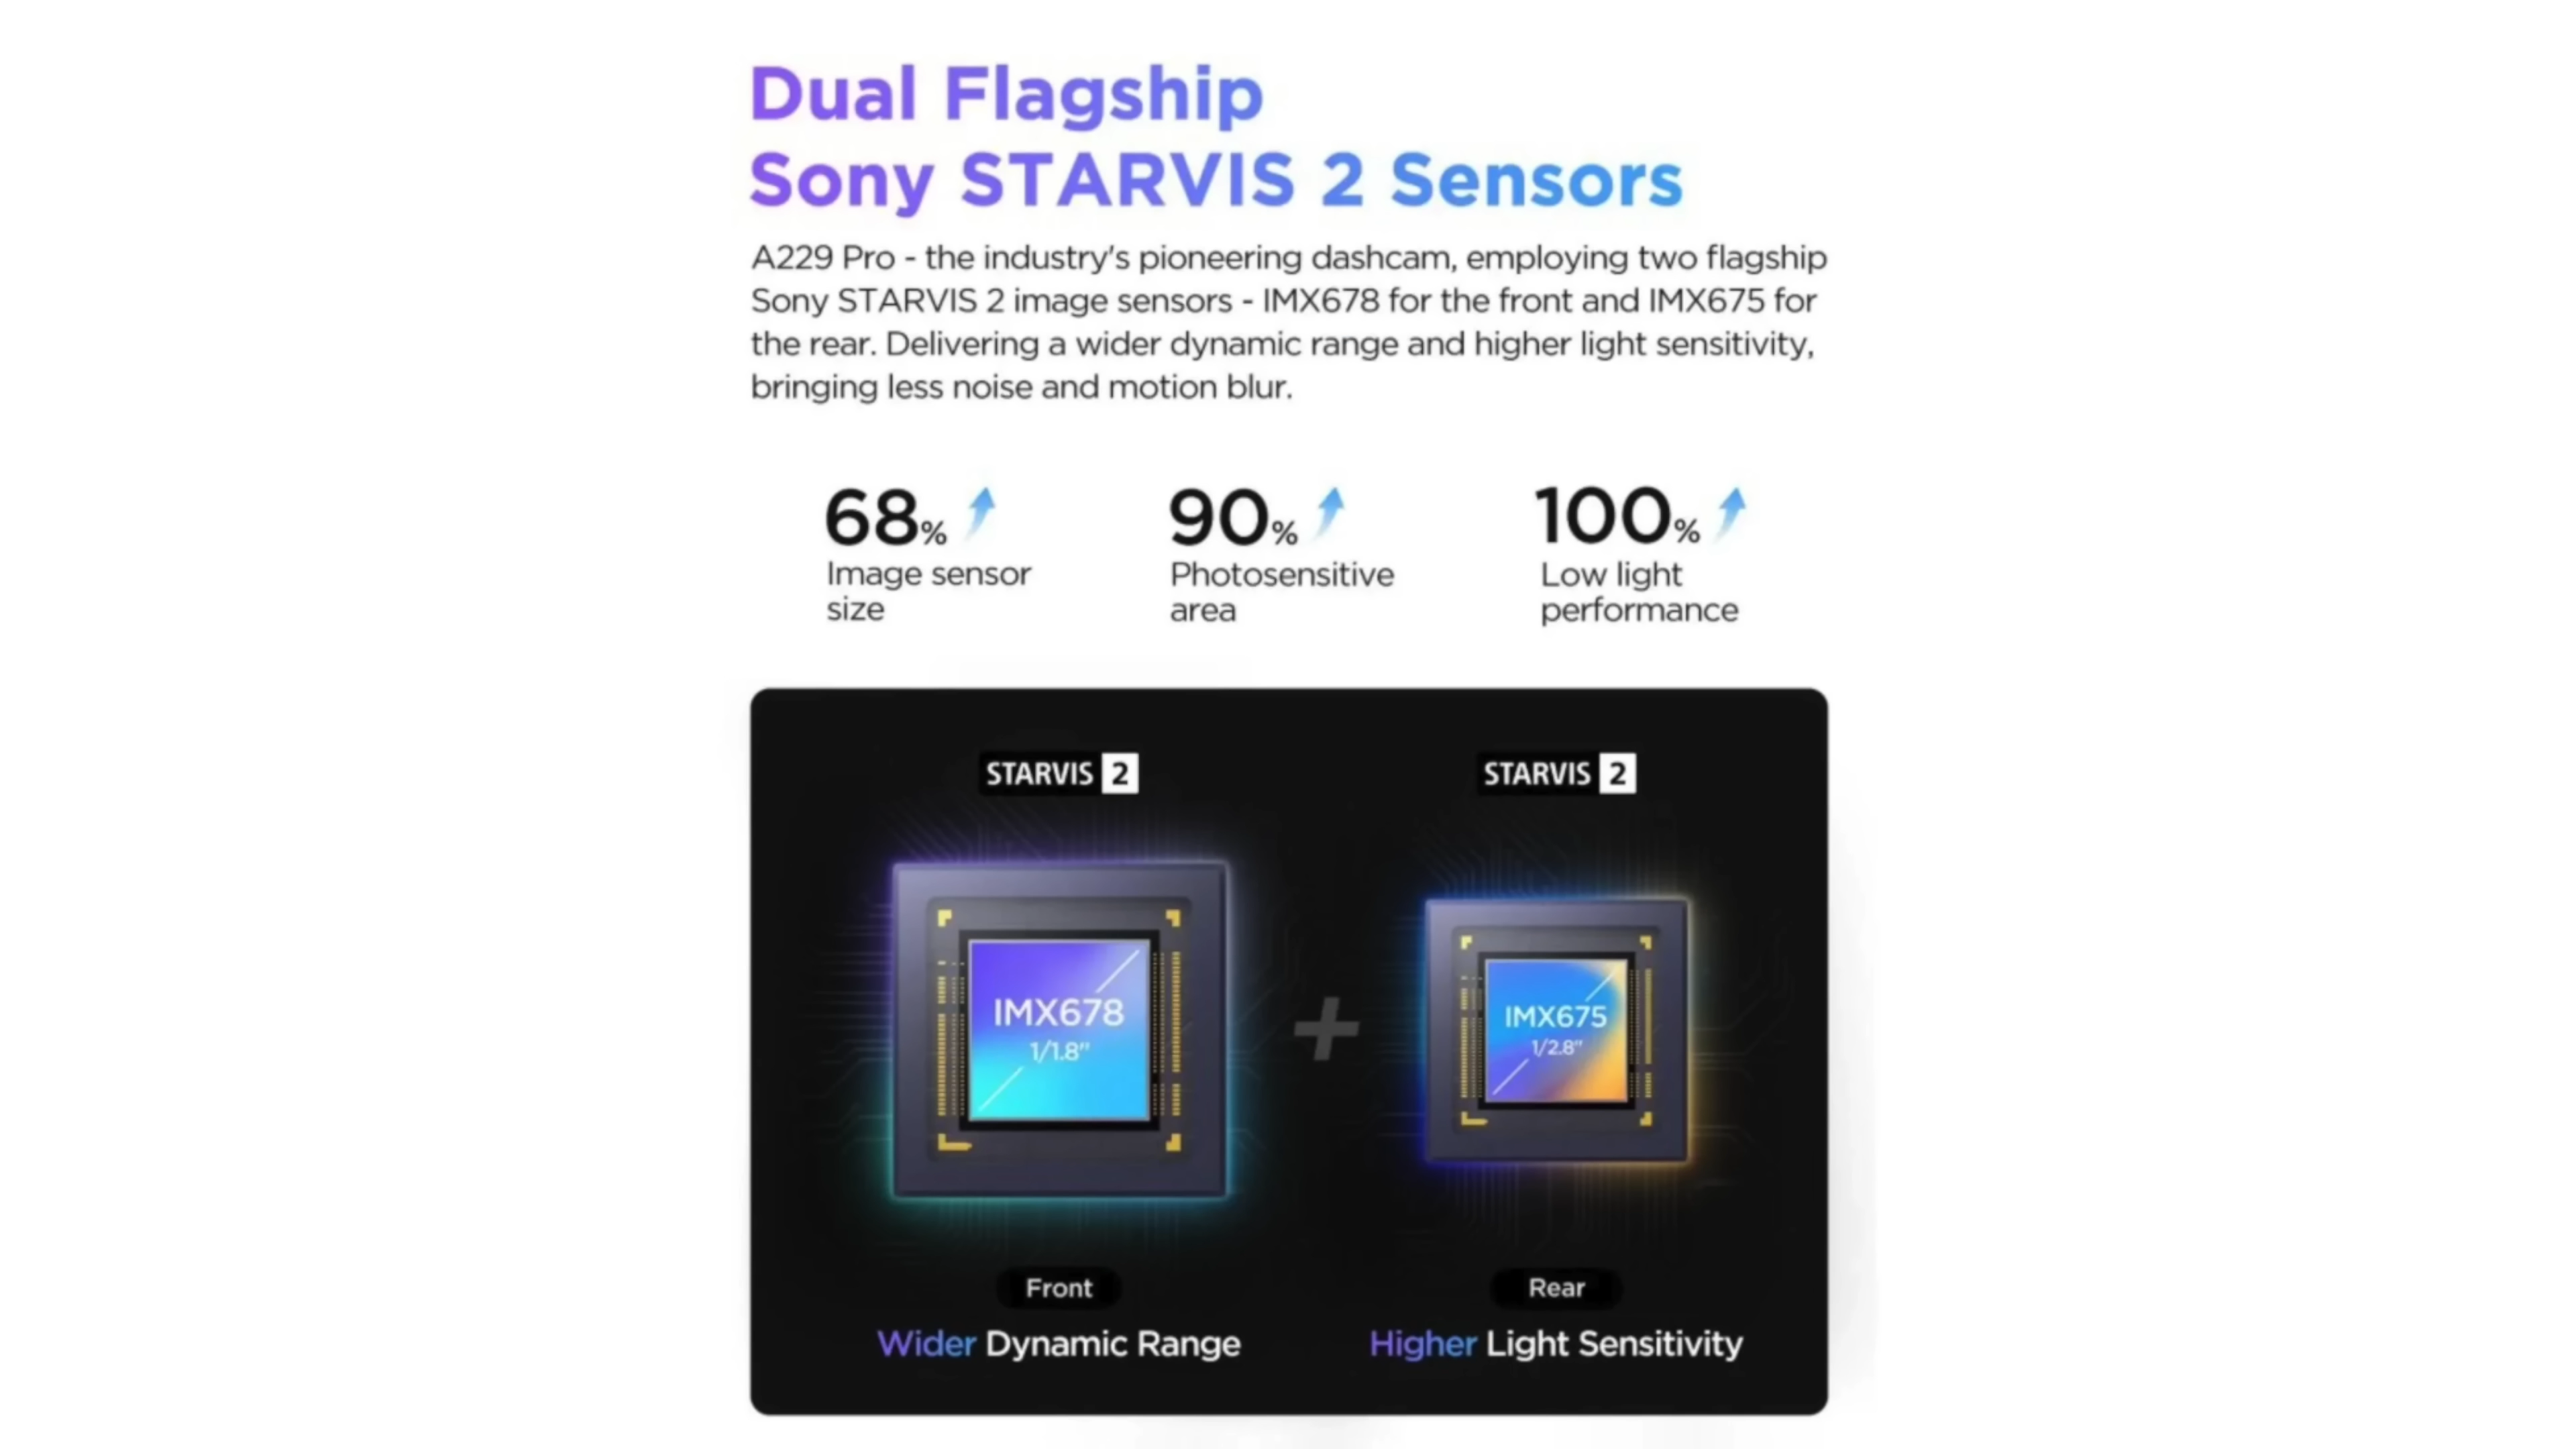 Dual Flagship
Sony STARVIS 2 Sensors
A229 Pro - the industry's pioneering dashcam, employing two flagship
Sony STARVIS 2 image sensors - IMX678 for the front and IMX675 for
the rear. Delivering a wider dynamic range and higher light sensitivity,
bringing less noise and motion blur.
68%
Image sensor
size
90%
Photosensitive
area
100%
Low light
performance
STARVIS 2
IMX678
1/1.8"
Front
Wider Dynamic Range
+
STARVIS 2
IMX675
1/2.8"
Rear
Higher Light Sensitivity